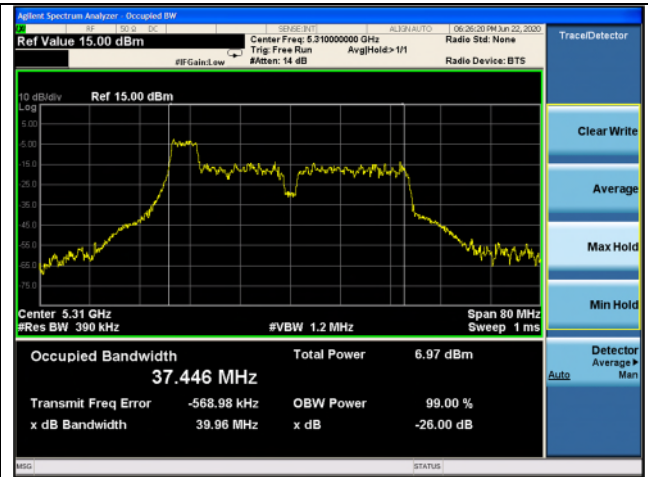 Agilent Spectrum Analyzer - Occupied BW
RF 50 Ω DC SENSE:INT ALIGN AUTO 06:26:20 PM Jun 22, 2020
Ref Value 15.00 dBm Center Freq: 5.310000000 GHz Radio Std: None Trace/Detector
Trig: Free Run Avg|Hold:>1/1
#IFGain:Low #Atten: 14 dB Radio Device: BTS
10 dB/div Ref 15.00 dBm
Log
5.00
-5.00
-15.0
-25.0
-35.0
-45.0
-55.0
-65.0
-75.0
Clear Write
Average
Max Hold
Min Hold
Center 5.31 GHz Span 80 MHz
#Res BW 390 kHz #VBW 1.2 MHz Sweep 1 ms
Occupied Bandwidth Total Power 6.97 dBm
37.446 MHz
Transmit Freq Error -568.98 kHz OBW Power 99.00 %
x dB Bandwidth 39.96 MHz x dB -26.00 dB
Detector
Average ▶
Auto Man
MSG STATUS